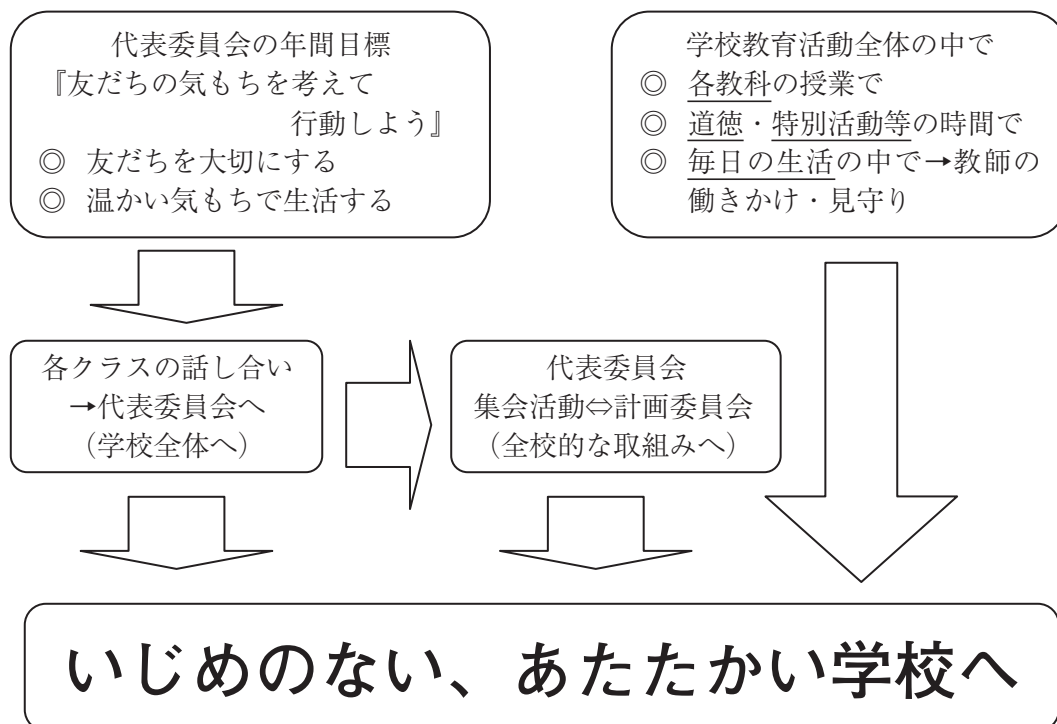 代表委員会の年間目標
『友だちの気もちを考えて
行動しよう』
◎ 友だちを大切にする
◎ 温かい気もちで生活する
学校教育活動全体の中で
◎ 各教科の授業で
◎ 道徳・特別活動等の時間で
◎ 毎日の生活の中で→教師の
働きかけ・見守り
各クラスの話し合い
→代表委員会へ
（学校全体へ）
代表委員会
集会活動⇔計画委員会
（全校的な取組みへ）
いじめのない、あたたかい学校へ